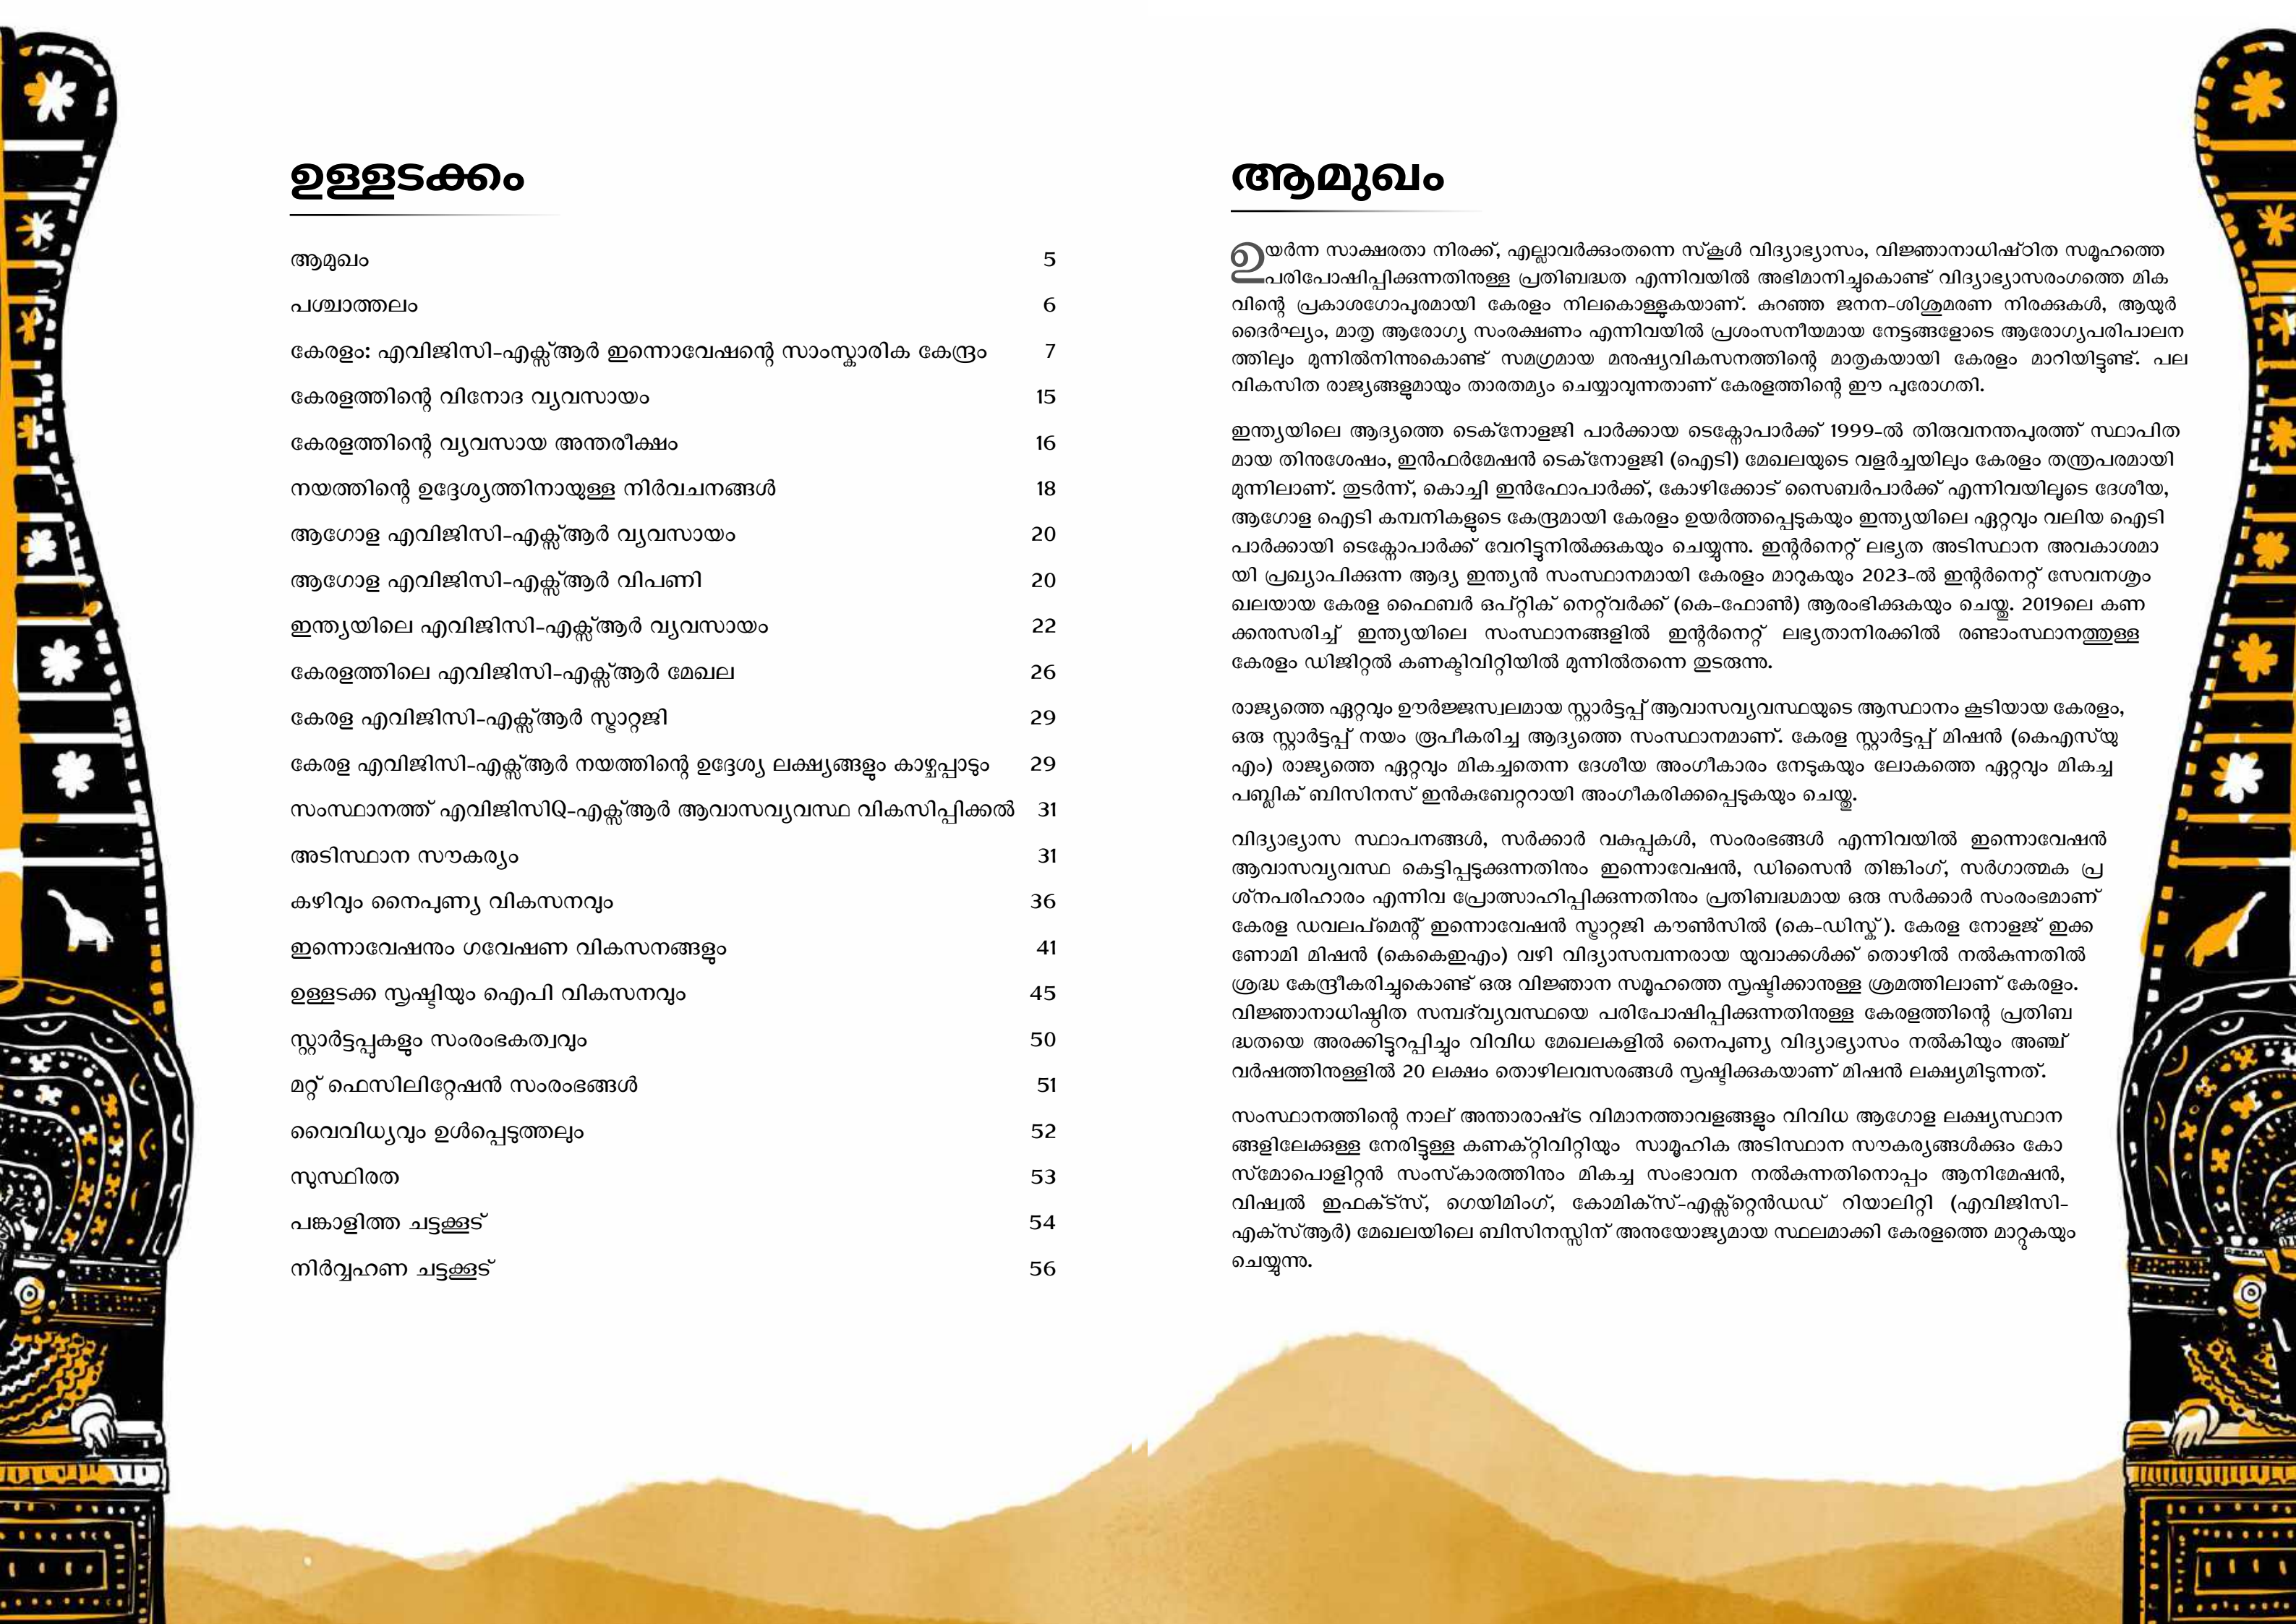 ഉള്ളടക്കം
ആമുഖം 5
പശ്ചാത്തലം 6
കേരളം: എവിജിസി-എക്സ്ആർ ഇന്നൊവേഷന്റെ സാംസ്കാരിക കേന്ദ്രം 7
കേരളത്തിന്റെ വിനോദ വ്യവസായം 15
കേരളത്തിന്റെ വ്യവസായ അന്തരീക്ഷം 16
നയത്തിന്റെ ഉദ്ദേശ്യത്തിനായുള്ള നിർവചനങ്ങൾ 18
ആഗോള എവിജിസി-എക്സ്ആർ വ്യവസായം 20
ആഗോള എവിജിസി-എക്സ്ആർ വിപണി 20
ഇന്ത്യയിലെ എവിജിസി-എക്സ്ആർ വ്യവസായം 22
കേരളത്തിലെ എവിജിസി-എക്സ്ആർ മേഖല 26
കേരള എവിജിസി-എക്സ്ആർ സ്ട്രാറ്റജി 29
കേരള എവിജിസി-എക്സ്ആർ നയത്തിന്റെ ഉദ്ദേശ്യ ലക്ഷ്യങ്ങളും കാഴ്ചപ്പാടും 29
സംസ്ഥാനത്ത് എവിജിസിQ-എക്സ്ആർ ആവാസവ്യവസ്ഥ വികസിപ്പിക്കൽ 31
അടിസ്ഥാന സൗകര്യം 31
കഴിവും നൈപുണ്യ വികസനവും 36
ഇന്നൊവേഷനും ഗവേഷണ വികസനങ്ങളും 41
ഉള്ളടക്ക സൃഷ്ടിയും ഐപി വികസനവും 45
സ്റ്റാർട്ടപ്പുകളും സംരംഭകത്വവും 50
മറ്റ് ഫെസിലിറ്റേഷൻ സംരംഭങ്ങൾ 51
വൈവിധ്യവും ഉൾപ്പെടുത്തലും 52
സുസ്ഥിരത 53
പങ്കാളിത്ത ചട്ടക്കൂട് 54
നിർവ്വഹണ ചട്ടക്കൂട് 56
ആമുഖം
ഉയർന്ന സാക്ഷരതാ നിരക്ക്, എല്ലാവർക്കുംതന്നെ സ്കൂൾ വിദ്യാഭ്യാസം, വിജ്ഞാനാധിഷ്ഠിത സമൂഹത്തെ
പരിപോഷിപ്പിക്കുന്നതിനുള്ള പ്രതിബദ്ധത എന്നിവയിൽ അഭിമാനിച്ചുകൊണ്ട് വിദ്യാഭ്യാസരംഗത്തെ മിക
വിന്റെ പ്രകാശഗോപുരമായി കേരളം നിലകൊള്ളുകയാണ്. കുറഞ്ഞ ജനന-ശിശുമരണ നിരക്കുകൾ, ആയുർ
ദൈർഘ്യം, മാതൃ ആരോഗ്യ സംരക്ഷണം എന്നിവയിൽ പ്രശംസനീയമായ നേട്ടങ്ങളോടെ ആരോഗ്യപരിപാലന
ത്തിലും മുന്നിൽനിന്നുകൊണ്ട് സമഗ്രമായ മനുഷ്യവികസനത്തിന്റെ മാതൃകയായി കേരളം മാറിയിട്ടുണ്ട്. പല
വികസിത രാജ്യങ്ങളുമായും താരതമ്യം ചെയ്യാവുന്നതാണ് കേരളത്തിന്റെ ഈ പുരോഗതി.
ഇന്ത്യയിലെ ആദ്യത്തെ ടെക്നോളജി പാർക്കായ ടെക്നോപാർക്ക് 1999-ൽ തിരുവനന്തപുരത്ത് സ്ഥാപിത
മായ തിനുശേഷം, ഇൻഫർമേഷൻ ടെക്നോളജി (ഐടി) മേഖലയുടെ വളർച്ചയിലും കേരളം തന്ത്രപരമായി
മുന്നിലാണ്. തുടർന്ന്, കൊച്ചി ഇൻഫോപാർക്ക്, കോഴിക്കോട് സൈബർപാർക്ക് എന്നിവയിലൂടെ ദേശീയ,
ആഗോള ഐടി കമ്പനികളുടെ കേന്ദ്രമായി കേരളം ഉയർത്തപ്പെടുകയും ഇന്ത്യയിലെ ഏറ്റവും വലിയ ഐടി
പാർക്കായി ടെക്നോപാർക്ക് വേറിട്ടുനിൽക്കുകയും ചെയ്യുന്നു. ഇന്റർനെറ്റ് ലഭ്യത അടിസ്ഥാന അവകാശമാ
യി പ്രഖ്യാപിക്കുന്ന ആദ്യ ഇന്ത്യൻ സംസ്ഥാനമായി കേരളം മാറുകയും 2023-ൽ ഇന്റർനെറ്റ് സേവനശൃം
ഖലയായ കേരള ഫൈബർ ഒപ്റ്റിക് നെറ്റ്‌വർക്ക് (കെ-ഫോൺ) ആരംഭിക്കുകയും ചെയ്തു. 2019ലെ കണ
ക്കനുസരിച്ച് ഇന്ത്യയിലെ സംസ്ഥാനങ്ങളിൽ ഇന്റർനെറ്റ് ലഭ്യതാനിരക്കിൽ രണ്ടാംസ്ഥാനത്തുള്ള
കേരളം ഡിജിറ്റൽ കണക്ടിവിറ്റിയിൽ മുന്നിൽതന്നെ തുടരുന്നു.
രാജ്യത്തെ ഏറ്റവും ഊർജ്ജസ്വലമായ സ്റ്റാർട്ടപ്പ് ആവാസവ്യവസ്ഥയുടെ ആസ്ഥാനം കൂടിയായ കേരളം,
ഒരു സ്റ്റാർട്ടപ്പ് നയം രൂപീകരിച്ച ആദ്യത്തെ സംസ്ഥാനമാണ്. കേരള സ്റ്റാർട്ടപ്പ് മിഷൻ (കെഎസ്‌യു
എം) രാജ്യത്തെ ഏറ്റവും മികച്ചതെന്ന ദേശീയ അംഗീകാരം നേടുകയും ലോകത്തെ ഏറ്റവും മികച്ച
പബ്ലിക് ബിസിനസ് ഇൻകുബേറ്ററായി അംഗീകരിക്കപ്പെടുകയും ചെയ്തു.
വിദ്യാഭ്യാസ സ്ഥാപനങ്ങൾ, സർക്കാർ വകുപ്പുകൾ, സംരംഭങ്ങൾ എന്നിവയിൽ ഇന്നൊവേഷൻ
ആവാസവ്യവസ്ഥ കെട്ടിപ്പടുക്കുന്നതിനും ഇന്നൊവേഷൻ, ഡിസൈൻ തിങ്കിംഗ്, സർഗാത്മക പ്ര
ശ്നപരിഹാരം എന്നിവ പ്രോത്സാഹിപ്പിക്കുന്നതിനും പ്രതിബദ്ധമായ ഒരു സർക്കാർ സംരംഭമാണ്
കേരള ഡവലപ്മെന്റ് ഇന്നൊവേഷൻ സ്ട്രാറ്റജി കൗൺസിൽ (കെ-ഡിസ്ക്). കേരള നോളജ് ഇക്ക
ണോമി മിഷൻ (കെകെഇഎം) വഴി വിദ്യാസമ്പന്നരായ യുവാക്കൾക്ക് തൊഴിൽ നൽകുന്നതിൽ
ശ്രദ്ധ കേന്ദ്രീകരിച്ചുകൊണ്ട് ഒരു വിജ്ഞാന സമൂഹത്തെ സൃഷ്ടിക്കാനുള്ള ശ്രമത്തിലാണ് കേരളം.
വിജ്ഞാനാധിഷ്ഠിത സമ്പദ്‌വ്യവസ്ഥയെ പരിപോഷിപ്പിക്കുന്നതിനുള്ള കേരളത്തിന്റെ പ്രതിബ
ദ്ധതയെ അരക്കിട്ടുറപ്പിച്ചും വിവിധ മേഖലകളിൽ നൈപുണ്യ വിദ്യാഭ്യാസം നൽകിയും അഞ്ച്
വർഷത്തിനുള്ളിൽ 20 ലക്ഷം തൊഴിലവസരങ്ങൾ സൃഷ്ടിക്കുകയാണ് മിഷൻ ലക്ഷ്യമിടുന്നത്.
സംസ്ഥാനത്തിന്റെ നാല് അന്താരാഷ്ട്ര വിമാനത്താവളങ്ങളും വിവിധ ആഗോള ലക്ഷ്യസ്ഥാന
ങ്ങളിലേക്കുള്ള നേരിട്ടുള്ള കണക്റ്റിവിറ്റിയും സാമൂഹിക അടിസ്ഥാന സൗകര്യങ്ങൾക്കും കോ
സ്മോപൊളിറ്റൻ സംസ്കാരത്തിനും മികച്ച സംഭാവന നൽകുന്നതിനൊപ്പം ആനിമേഷൻ,
വിഷ്വൽ ഇഫക്ട്സ്, ഗെയിമിംഗ്, കോമിക്സ്-എക്സ്റ്റെൻഡഡ് റിയാലിറ്റി (എവിജിസി-
എക്സ്ആർ) മേഖലയിലെ ബിസിനസ്സിന് അനുയോജ്യമായ സ്ഥലമാക്കി കേരളത്തെ മാറ്റുകയും
ചെയ്യുന്നു.